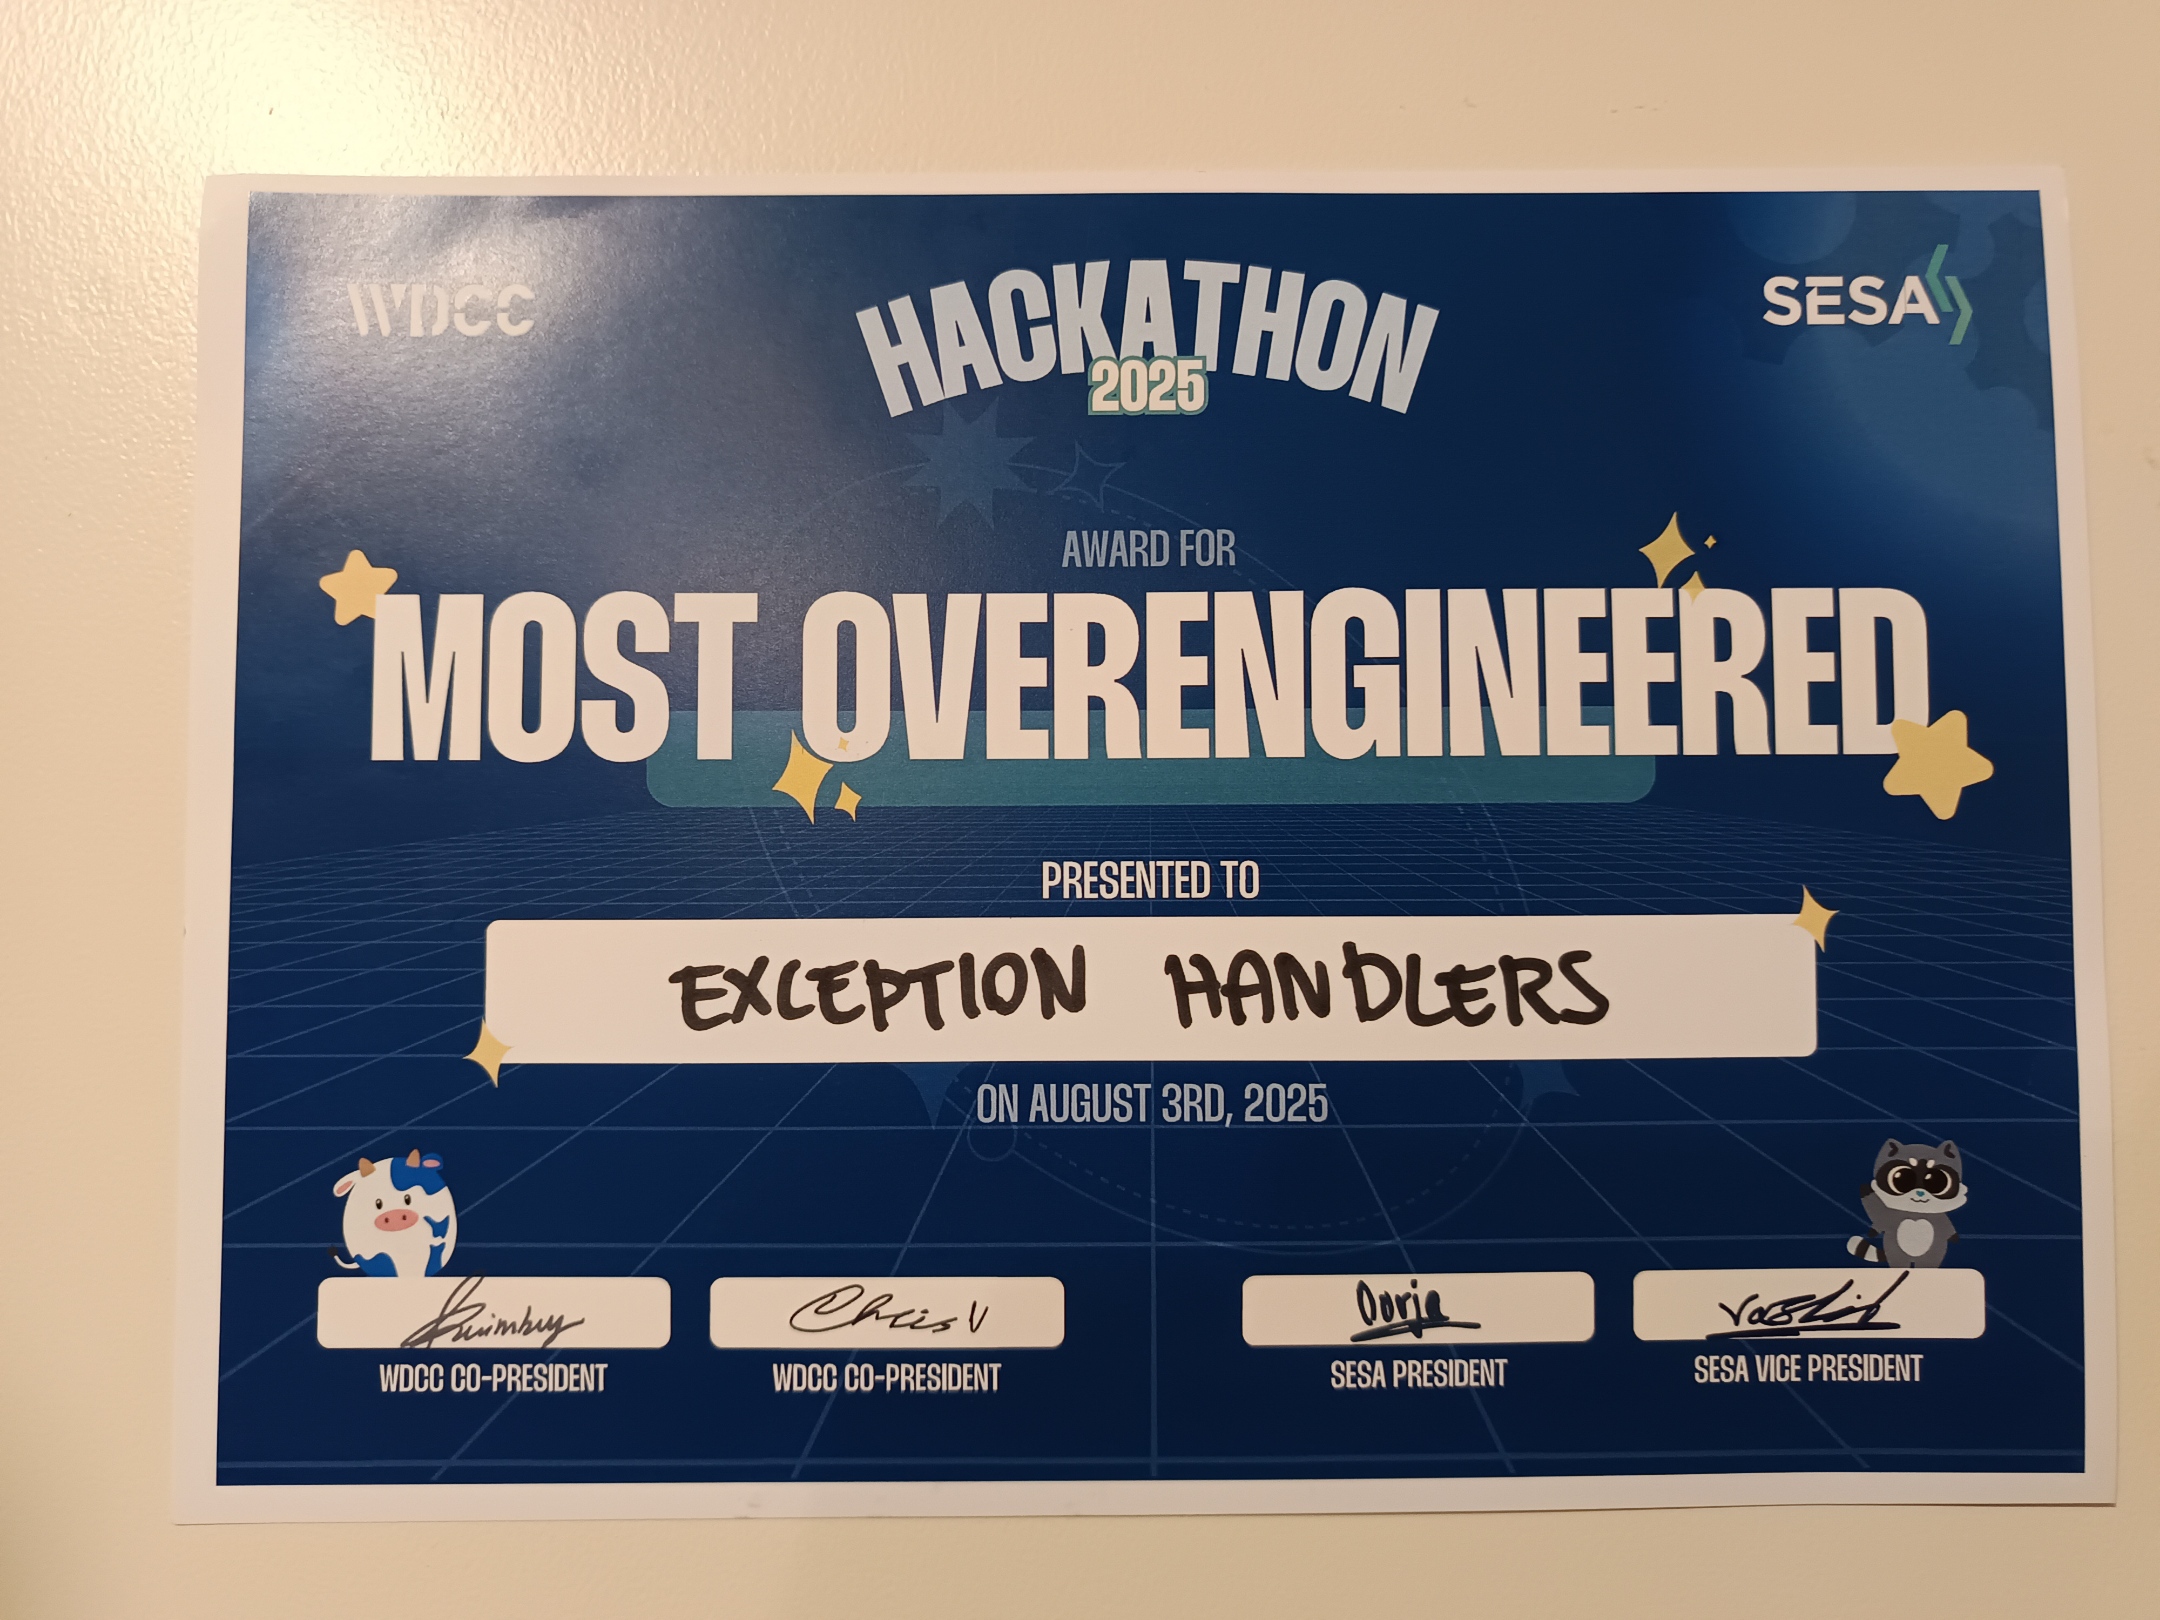 WDCC
HACKATHON
2025
SESA
AWARD FOR
MOST OVERENGINEERED
PRESENTED TO
EXCEPTION HANDLERS
ON AUGUST 3RD, 2025
Chris V
WDCC CO-PRESIDENT
WDCC CO-PRESIDENT
SESA PRESIDENT
SESA VICE PRESIDENT